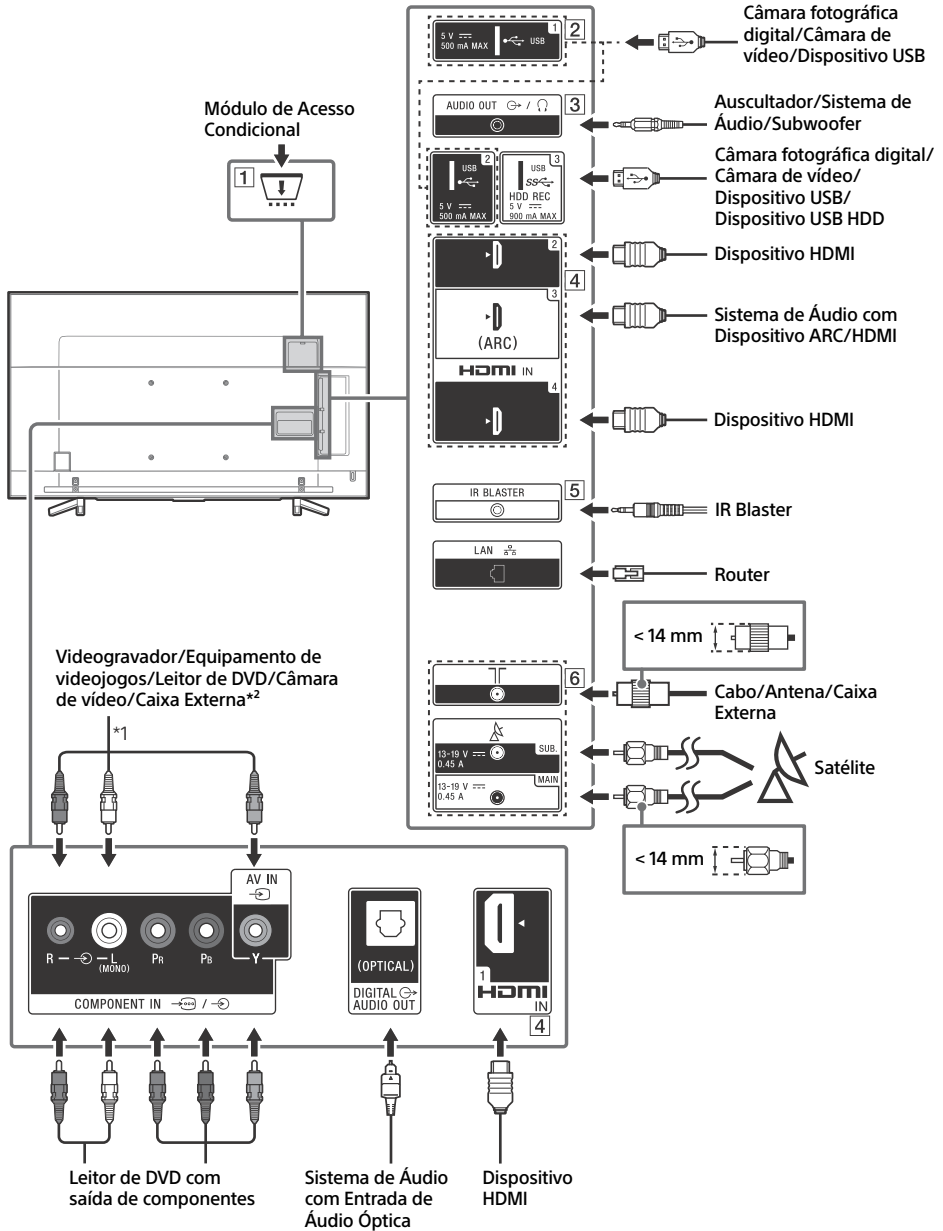 Câmara fotográfica
digital/Câmara de
vídeo/Dispositivo USB
5 V
500 mA MAX
USB
1
2
Módulo de Acesso
Condicional
1
AUDIO OUT /
3
Auscultador/Sistema de
Áudio/Subwoofer
2
USB
5 V
500 mA MAX
3
USB
SS
HDD REC
5 V
900 mA MAX
Câmara fotográfica digital/
Câmara de vídeo/
Dispositivo USB/
Dispositivo USB HDD
2
4
Dispositivo HDMI
3
(ARC)
HDMI IN
Sistema de Áudio com
Dispositivo ARC/HDMI
4
Dispositivo HDMI
IR BLASTER
5
IR Blaster
LAN
Router
< 14 mm
6
Cabo/Antena/Caixa
Externa
13-19 V
0.45 A
SUB.
13-19 V
0.45 A
MAIN
Satélite
< 14 mm
Videogravador/Equipamento de
videojogos/Leitor de DVD/Câmara
de vídeo/Caixa Externa*2
*1
AV IN
R — — L
(MONO)
PR
PB
Y
COMPONENT IN /
(OPTICAL)
DIGITAL
AUDIO OUT
1
HDMI
IN
4
Leitor de DVD com
saída de componentes
Sistema de Áudio
com Entrada de
Áudio Óptica
Dispositivo
HDMI